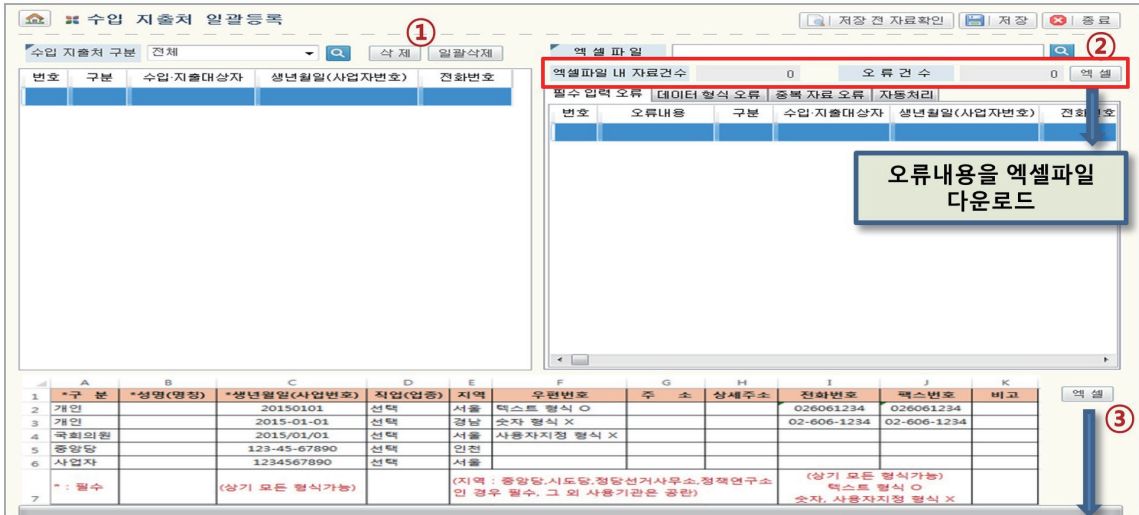 수입 지출처 일괄등록 저장 전 자료확인 저장 종료
①
수입 지출처 구분 전체 삭 제 일괄삭제 엑 셀 파 일 ②
엑셀파일 내 자료건수 0 오 류 건 수 0 엑 셀
번호 구분 수입·지출대상자 생년월일(사업자번호) 전화번호
필수 입력 오류 데이터 형식 오류 중복 자료 오류 자동처리
번호 오류내용 구분 수입·지출대상자 생년월일(사업자번호) 전화번호
오류내용을 엑셀파일
다운로드
A B C D E F G H I J K
1 *구 분 *성명(명칭) *생년월일(사업번호) 직업(업종) 지역 우편번호 주 소 상세주소 전화번호 팩스번호 비고 엑 셀
2 개인 20150101 선택 서울 텍스트 형식 O 026061234 026061234
3 개인 2015-01-01 선택 경남 숫자 형식 X 02-606-1234 02-606-1234
③
4 국회의원 2015/01/01 선택 서울 사용자지정 형식 X
5 중앙당 123-45-67890 선택 인천
6 사업자 1234567890 선택 서울
7 * : 필수 (상기 모든 형식가능) (지역 : 중앙당,시도당,정당선거사무소,정책연구소
인 경우 필수, 그 외 사용기관은 공란)
(상기 모든 형식가능)
텍스트 형식 O
숫자, 사용자지정 형식 X